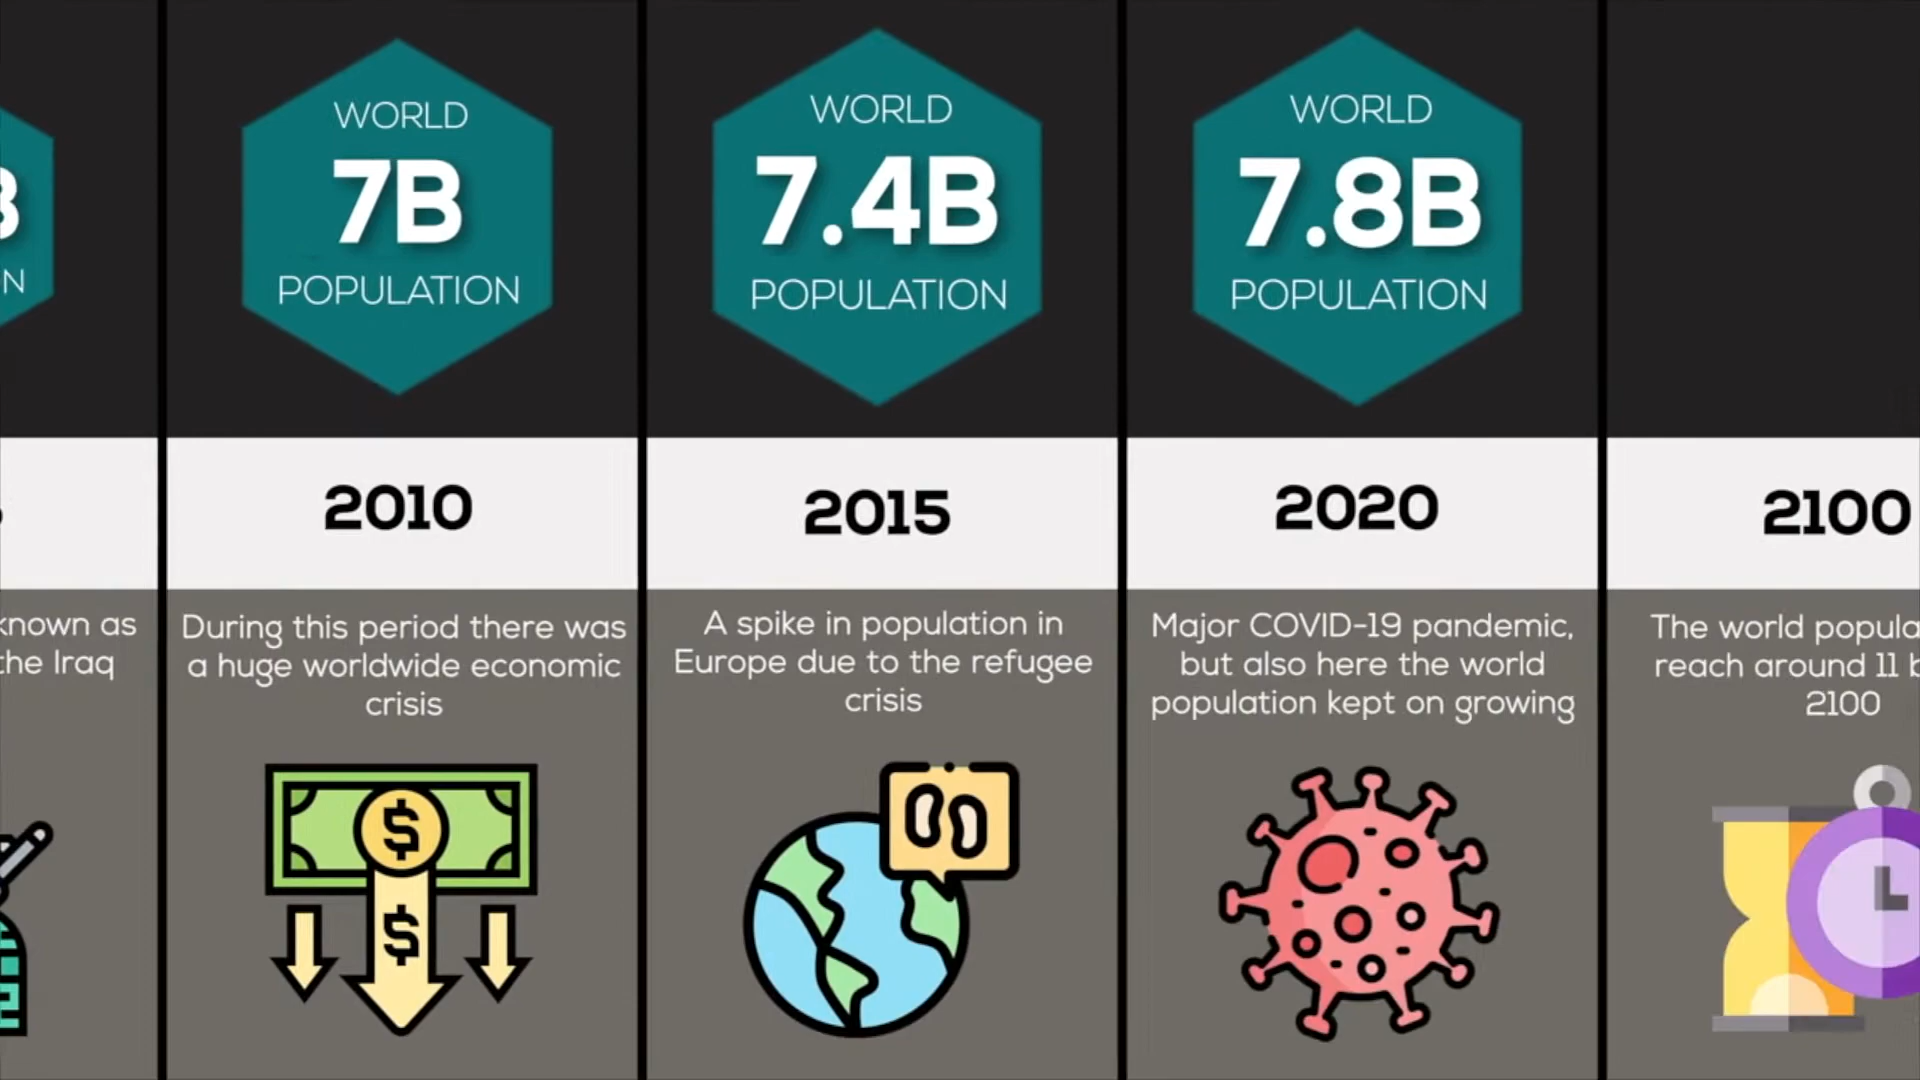 known as
the Iraq
WORLD
7B
POPULATION
2010
During this period there was
a huge worldwide economic
crisis
$
$
WORLD
7.4B
POPULATION
2015
A spike in population in
Europe due to the refugee
crisis
WORLD
7.8B
POPULATION
2020
Major COVID-19 pandemic,
but also here the world
population kept on growing
2100
The world popula
reach around 11 b
2100